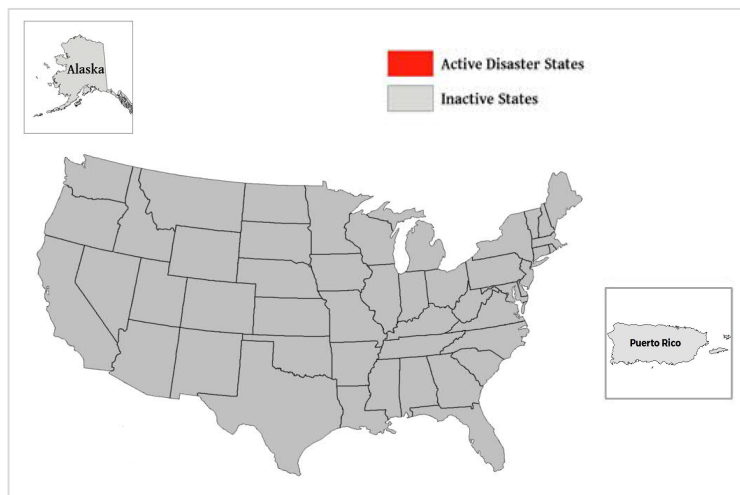 Alaska
Active Disaster States
Inactive States
Puerto Rico